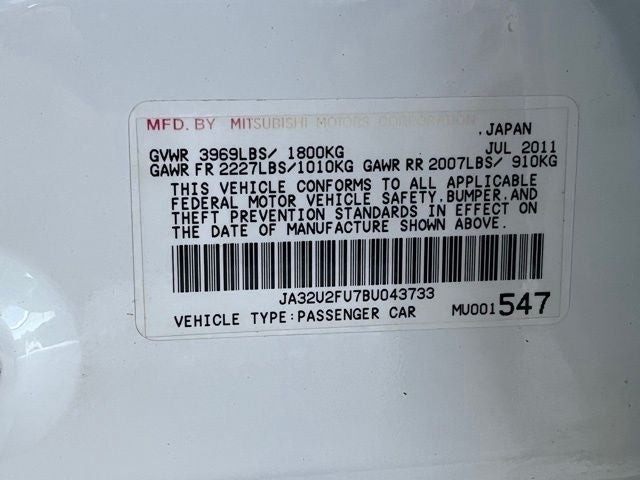 MFD. BY MITSUBISHI MOTORS CORPORATION
.JAPAN
GVWR 3969LBS/ 1800KG JUL 2011
GAWR FR 2227LBS/1010KG GAWR RR 2007LBS/ 910KG
THIS VEHICLE CONFORMS TO ALL APPLICABLE
FEDERAL MOTOR VEHICLE SAFETY,BUMPER,AND
THEFT PREVENTION STANDARDS IN EFFECT ON
THE DATE OF MANUFACTURE SHOWN ABOVE.
JA32U2FU7BU043733
VEHICLE TYPE:PASSENGER CAR MU001547